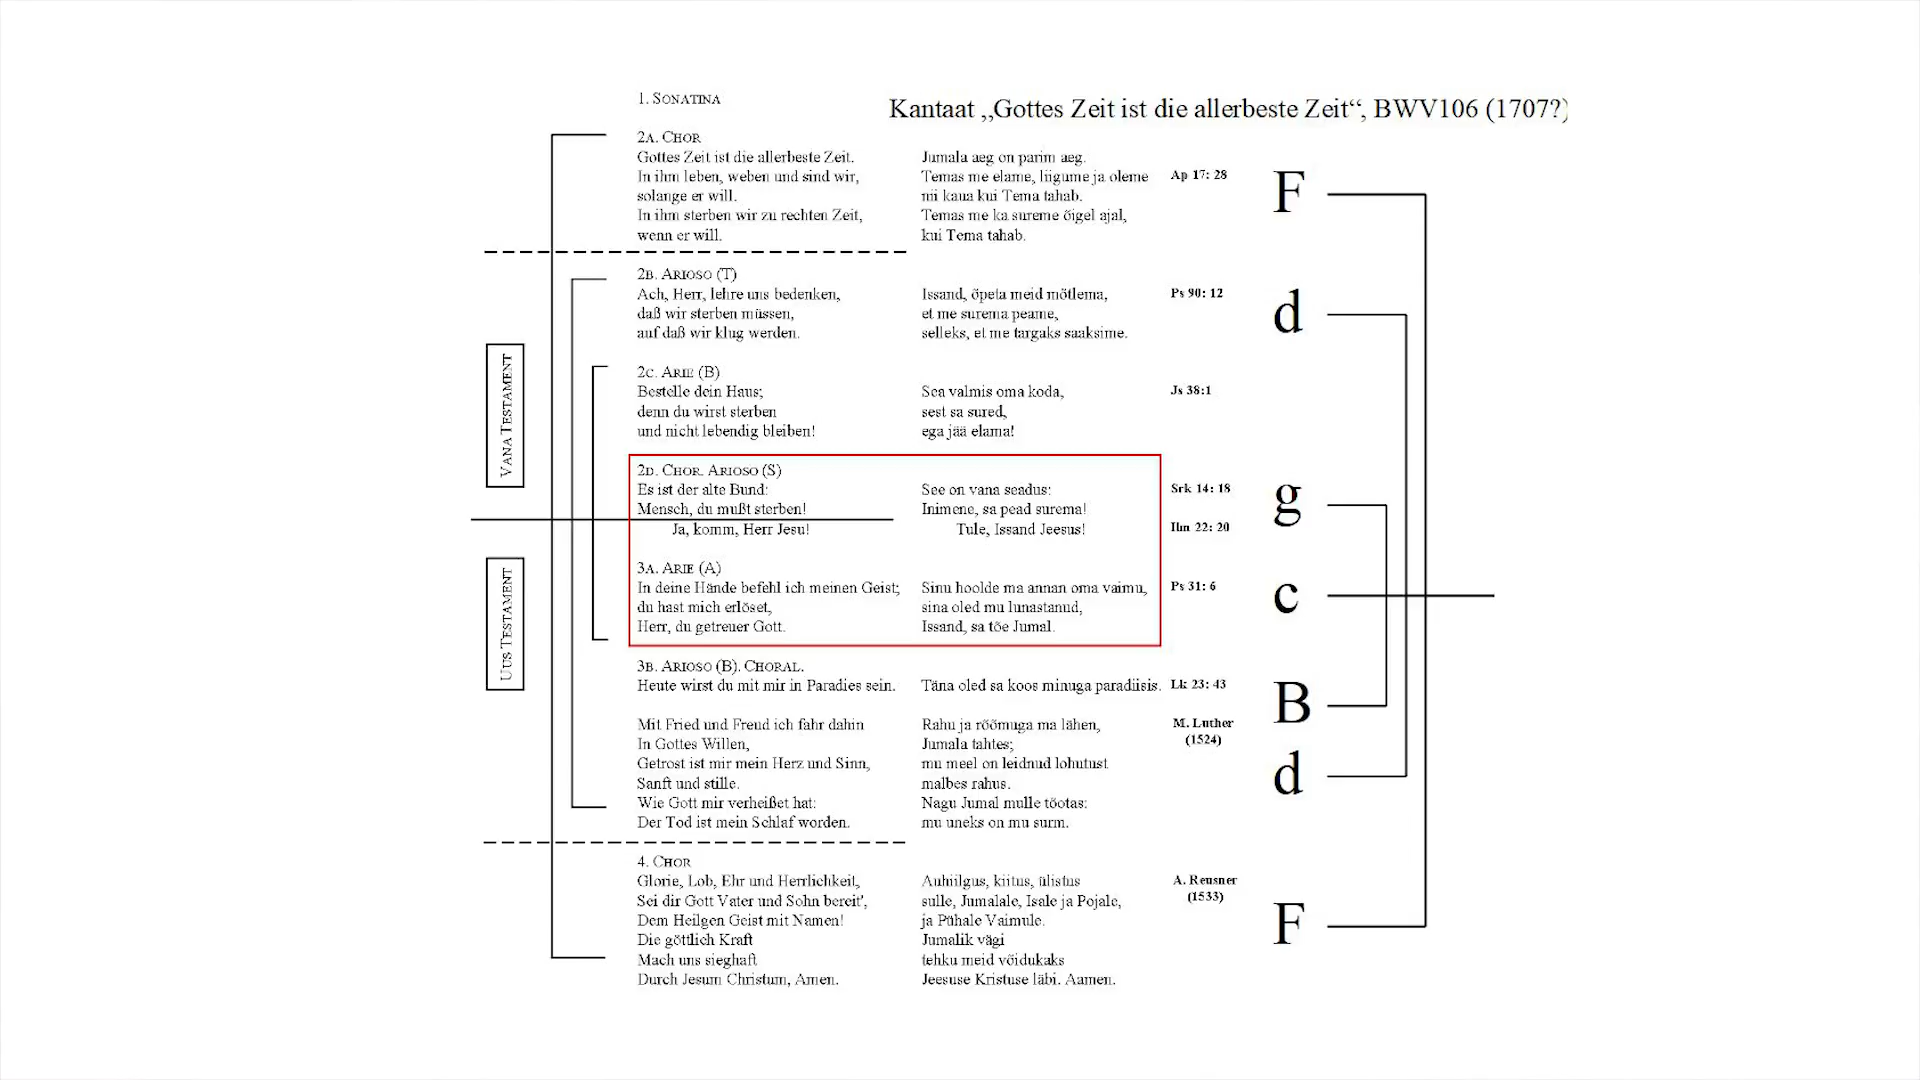 1. SONATINA
Kantaat „Gottes Zeit ist die allerbeste Zeit“, BWV106 (1707?)
2A. CHOR
Gottes Zeit ist die allerbeste Zeit. Jumala aeg on parim aeg.
In ihm leben, weben und sind wir, Temas me elame, liigume ja oleme Ap 17: 28 F
solange er will. nii kaua kui Tema tahab.
In ihm sterben wir zu rechten Zeit, Temas me ka sureme õigel ajal,
wenn er will. kui Tema tahab.
2B. ARIOSO (T)
Ach, Herr, lehre uns bedenken, Issand, õpeta meid mõtlema, Ps 90: 12 d
daß wir sterben müssen, et me surema peame,
auf daß wir klug werden. selleks, et me targaks saaksime.
VANA TESTAMENT
2C. ARIE (B)
Bestelle dein Haus; Sea valmis oma koda, Js 38:1
denn du wirst sterben sest sa sured,
und nicht lebendig bleiben! ega jää elama!
2D. CHOR. ARIOSO (S)
Es ist der alte Bund: See on vana seadus: Srk 14: 18 g
Mensch, du mußt sterben! Inimene, sa pead surema!
Ja, komm, Herr Jesu! Tule, Issand Jeesus! Ilm 22: 20
UUS TESTAMENT
3A. ARIE (A)
In deine Hände befehl ich meinen Geist; Sinu hoolde ma annan oma vaimu, Ps 31: 6 c
du hast mich erlöset, sina oled mu lunastanud,
Herr, du getreuer Gott. Issand, sa tõe Jumal.
3B. ARIOSO (B). CHORAL.
Heute wirst du mit mir in Paradies sein. Täna oled sa koos minuga paradiisis. Lk 23: 43 B
Mit Fried und Freud ich fahr dahin Rahu ja rõõmuga ma lähen, M. Luther
In Gottes Willen, Jumala tahtes; (1524)
Getrost ist mir mein Herz und Sinn, mu meel on leidnud lohutust d
Sanft und stille. malbes rahus.
Wie Gott mir verheißet hat: Nagu Jumal mulle tõotas:
Der Tod ist mein Schlaf worden. mu uneks on mu surm.
4. CHOR
Glorie, Lob, Ehr und Herrlichkeit, Auhiilgus, kiitus, ülistus A. Reusner
Sei dir Gott Vater und Sohn bereit', sulle, Jumalale, Isale ja Pojale, (1533)
Dem Heilgen Geist mit Namen! ja Pühale Vaimule. F
Die göttlich Kraft Jumalik vägi
Mach uns sieghaft tehku meid võidukaks
Durch Jesum Christum, Amen. Jeesuse Kristuse läbi. Aamen.